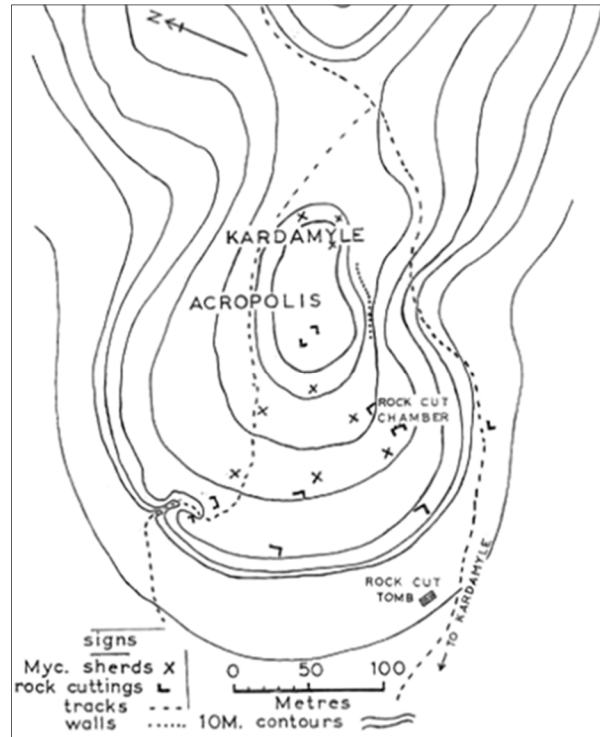 N
KARDAMYLE
ACROPOLIS
ROCK CUT
CHAMBER
ROCK CUT
TOMB
TO KARDAMYLE
signs
Myc. sherds x
rock cuttings
tracks
walls
0 50 100
Metres
10M. contours